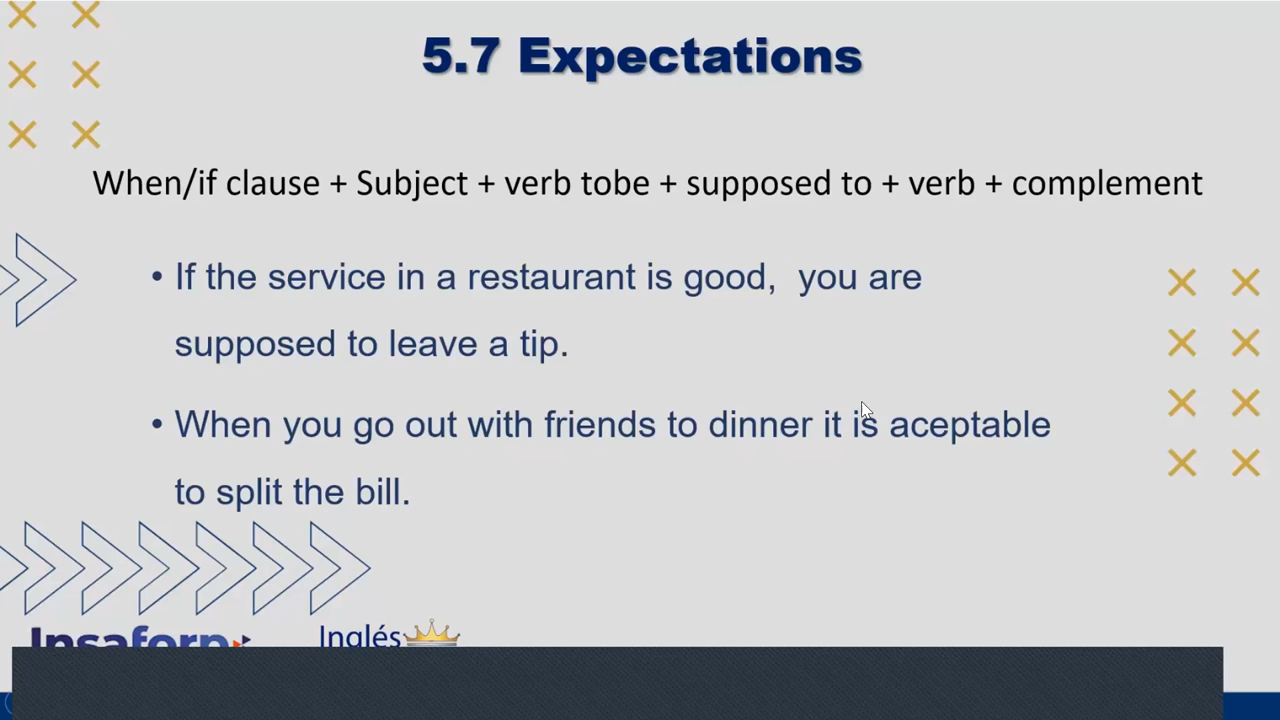 5.7 Expectations
When/if clause + Subject + verb tobe + supposed to + verb + complement
• If the service in a restaurant is good,  you are
supposed to leave a tip.
• When you go out with friends to dinner it is aceptable
to split the bill.
Insaforp
Inglés